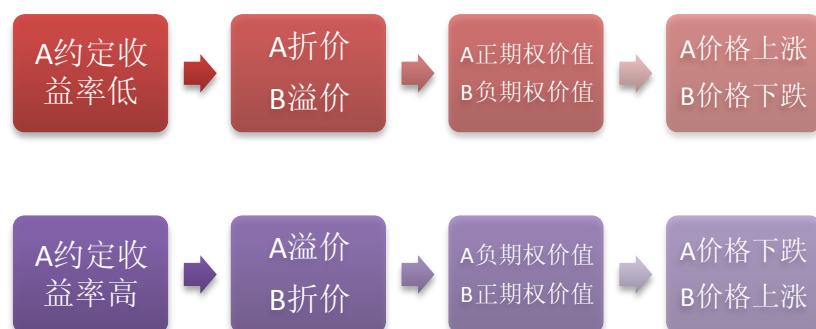 A约定收
益率低
A折价
B溢价
A正期权价值
B负期权价值
A价格上涨
B价格下跌
A约定收
益率高
A溢价
B折价
A负期权价值
B正期权价值
A价格下跌
B价格上涨